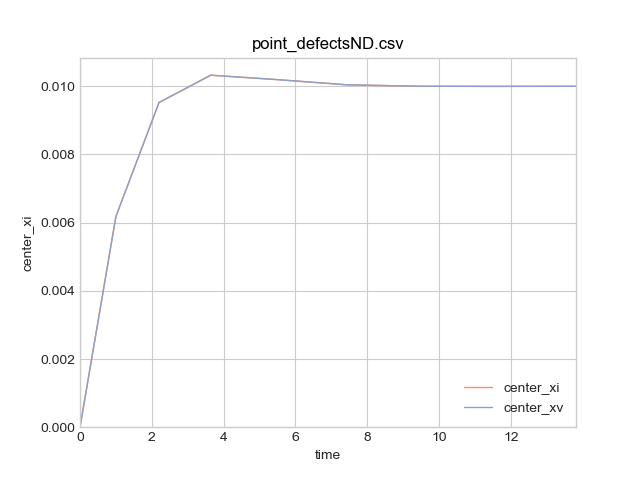 point_defectsND.csv
center_xi
0.010
0.008
0.006
0.004
0.002
0.000
0 2 4 6 8 10 12
time
center_xi
center_xv